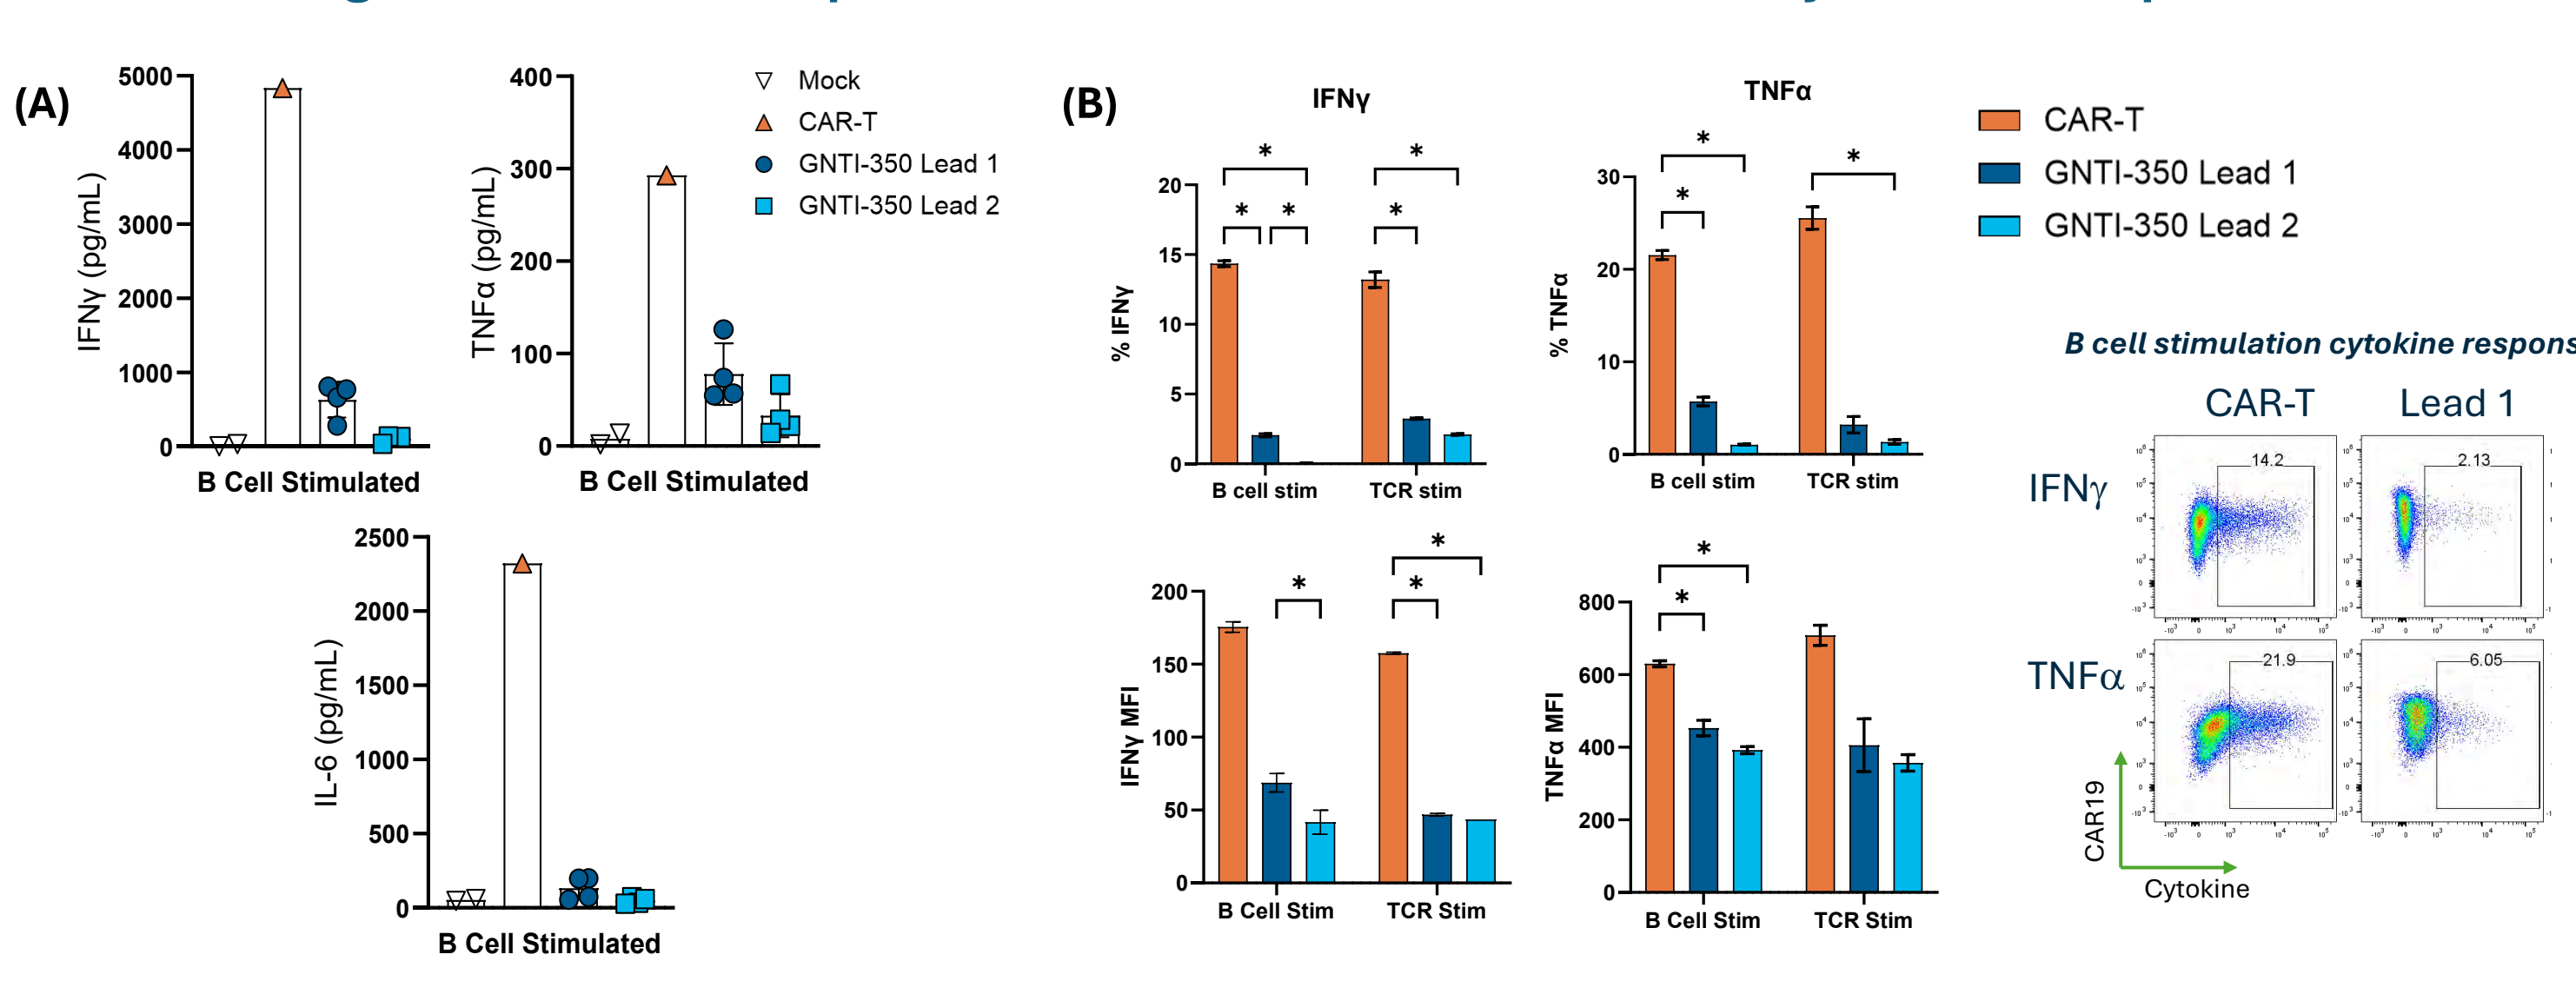 (A)
IFNγ (pg/mL)
5000
4000
3000
2000
1000
0
B Cell Stimulated
TNFα (pg/mL)
400
300
200
100
0
B Cell Stimulated
Mock
CAR-T
GNTI-350 Lead 1
GNTI-350 Lead 2
IL-6 (pg/mL)
2500
2000
1500
1000
500
0
B Cell Stimulated
(B)
IFNγ
% IFNγ
20
15
10
5
0
* * * * *
B cell stim TCR stim
TNFα
% TNFα
30
20
10
0
* * *
B cell stim TCR stim
CAR-T
GNTI-350 Lead 1
GNTI-350 Lead 2
IFNγ MFI
200
150
100
50
0
* * *
B Cell Stim TCR Stim
TNFα MFI
800
600
400
200
0
* *
B Cell Stim TCR Stim
B cell stimulation cytokine respons
CAR-T Lead 1
IFNγ
14.2 2.13
TNFα
21.9 6.05
CAR19
Cytokine